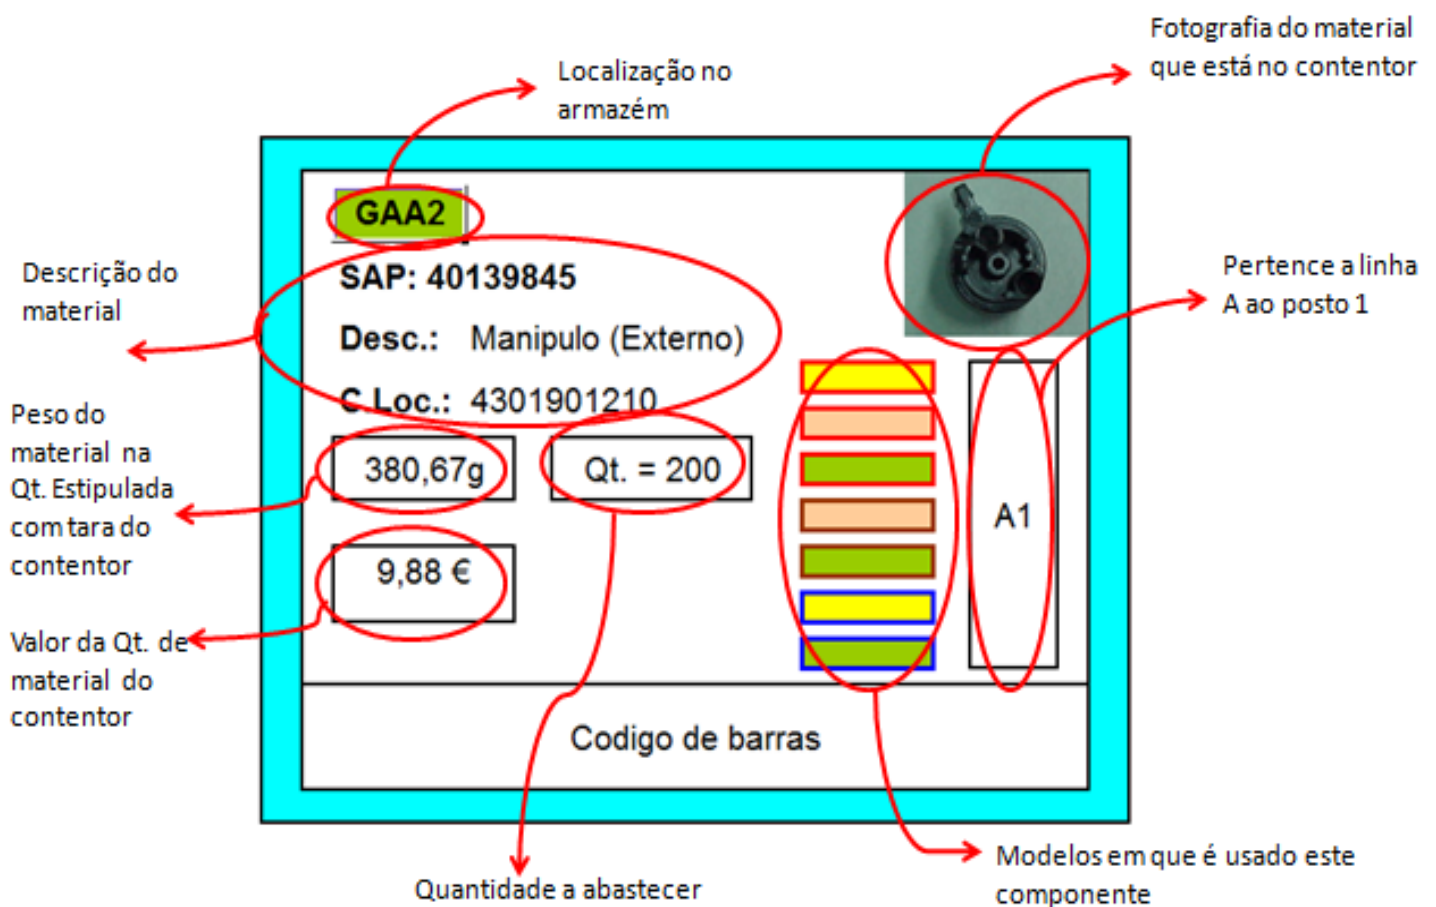 Fotografia do material
que está no contentor
Localização no
armazém
GAA2
SAP: 40139845
Desc.: Manipulo (Externo)
C Loc.: 4301901210
380,67g
Qt. = 200
9,88 €
A1
Codigo de barras
Descrição do
material
Peso do
material na
Qt. Estipulada
com tara do
contentor
Valor da Qt. de
material do
contentor
Pertence a linha
A ao posto 1
Quantidade a abastecer
Modelos em que é usado este
componente